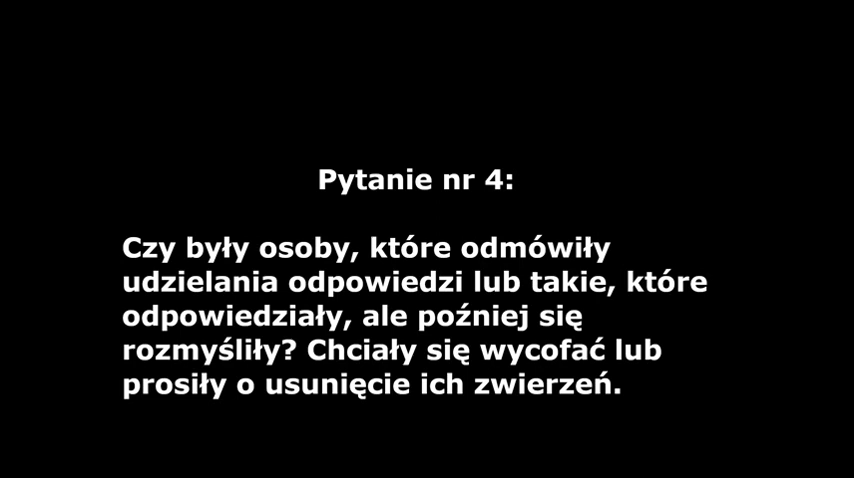 Pytanie nr 4:
Czy były osoby, które odmówiły
udzielania odpowiedzi lub takie, które
odpowiedziały, ale poźniej się
rozmyśliły? Chciały się wycofać lub
prosiły o usunięcie ich zwierzeń.